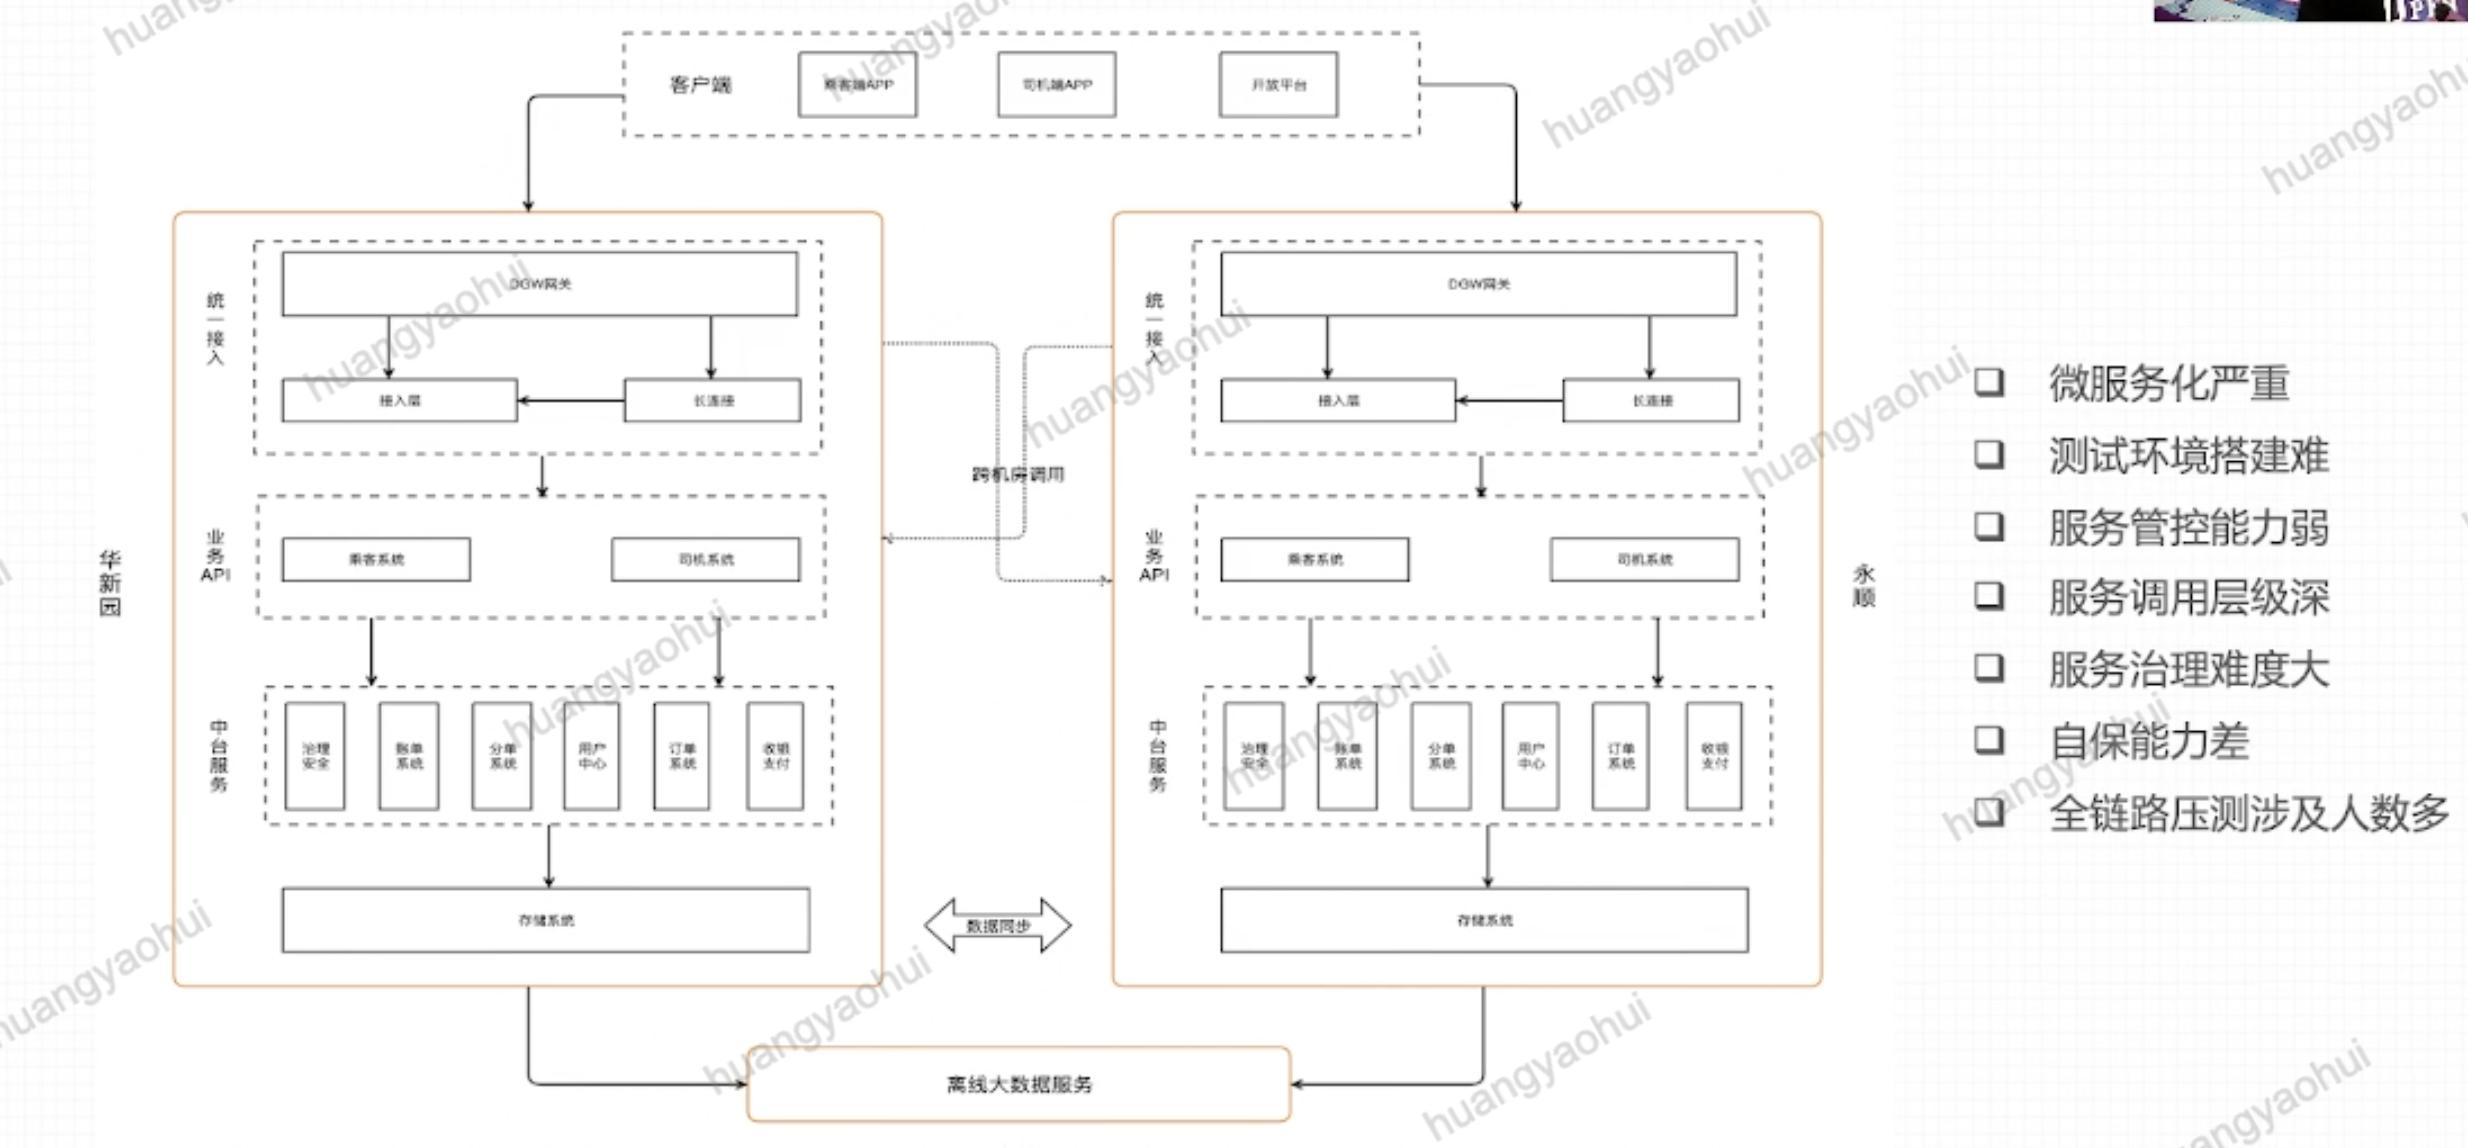 客户端
乘客端APP
司机端APP
开放平台
华新园
统一接入
DGW网关
接入层
长连接
业务API
乘客系统
司机系统
中台服务
治理
安全
账单
系统
分单
系统
用户
中心
订单
系统
收银
支付
存储系统
跨机房调用
数据同步
永顺
统一接入
DGW网关
接入层
长连接
业务API
乘客系统
司机系统
中台服务
治理
安全
账单
系统
分单
系统
用户
中心
订单
系统
收银
支付
存储系统
离线大数据服务
微服务化严重
测试环境搭建难
服务管控能力弱
服务调用层级深
服务治理难度大
自保能力差
全链路压测涉及人数多
huangyaohui